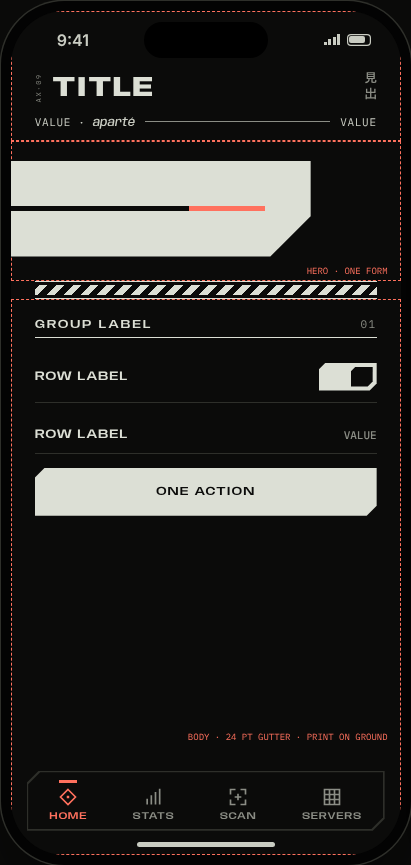 9:41
AX·09
TITLE
見出
VALUE · aparté VALUE
HERO · ONE FORM
GROUP LABEL 01
ROW LABEL
ROW LABEL VALUE
ONE ACTION
BODY · 24 PT GUTTER · PRINT ON GROUND
HOME STATS SCAN SERVERS